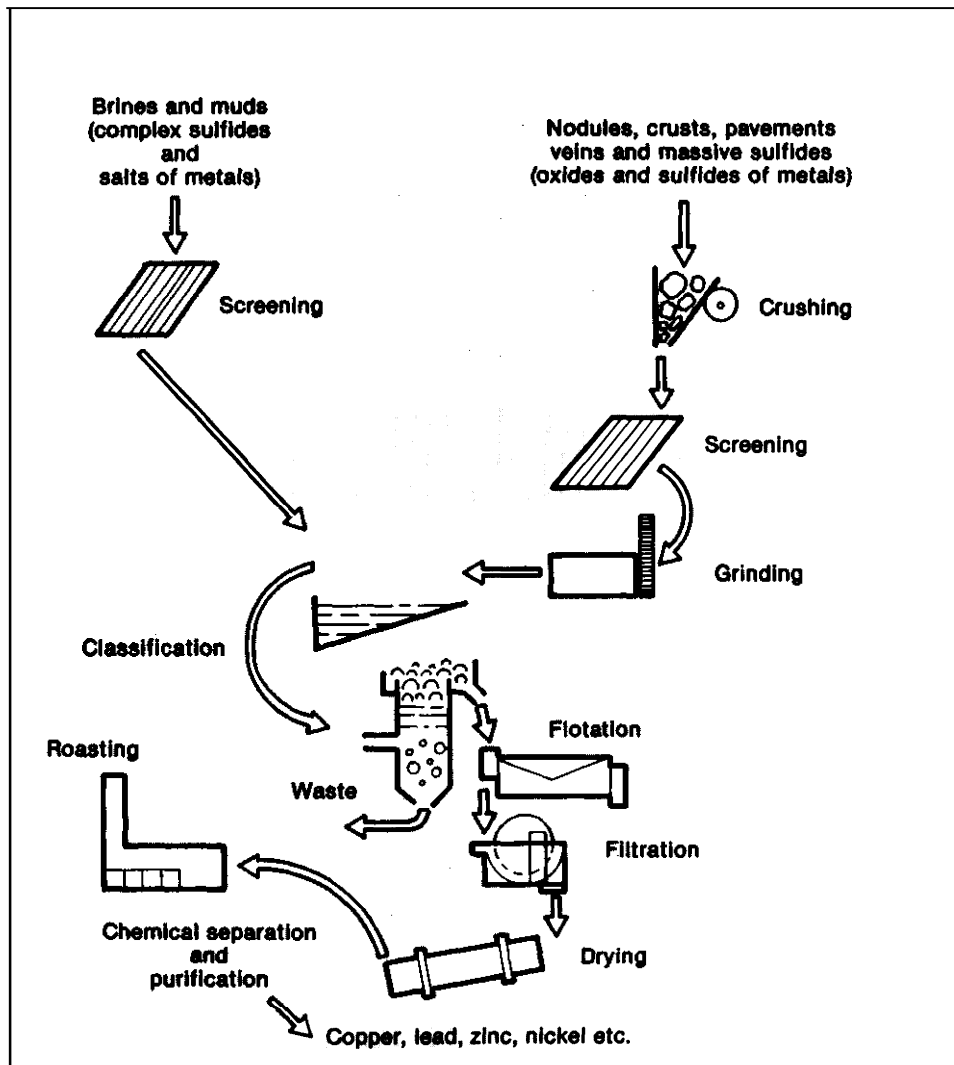 Brines and muds
(complex sulfides
and
salts of metals)
Nodules, crusts, pavements
veins and massive sulfides
(oxides and sulfides of metals)
Screening
Crushing
Screening
Grinding
Classification
Flotation
Roasting
Waste
Filtration
Chemical separation
and
purification
Drying
Copper, lead, zinc, nickel etc.